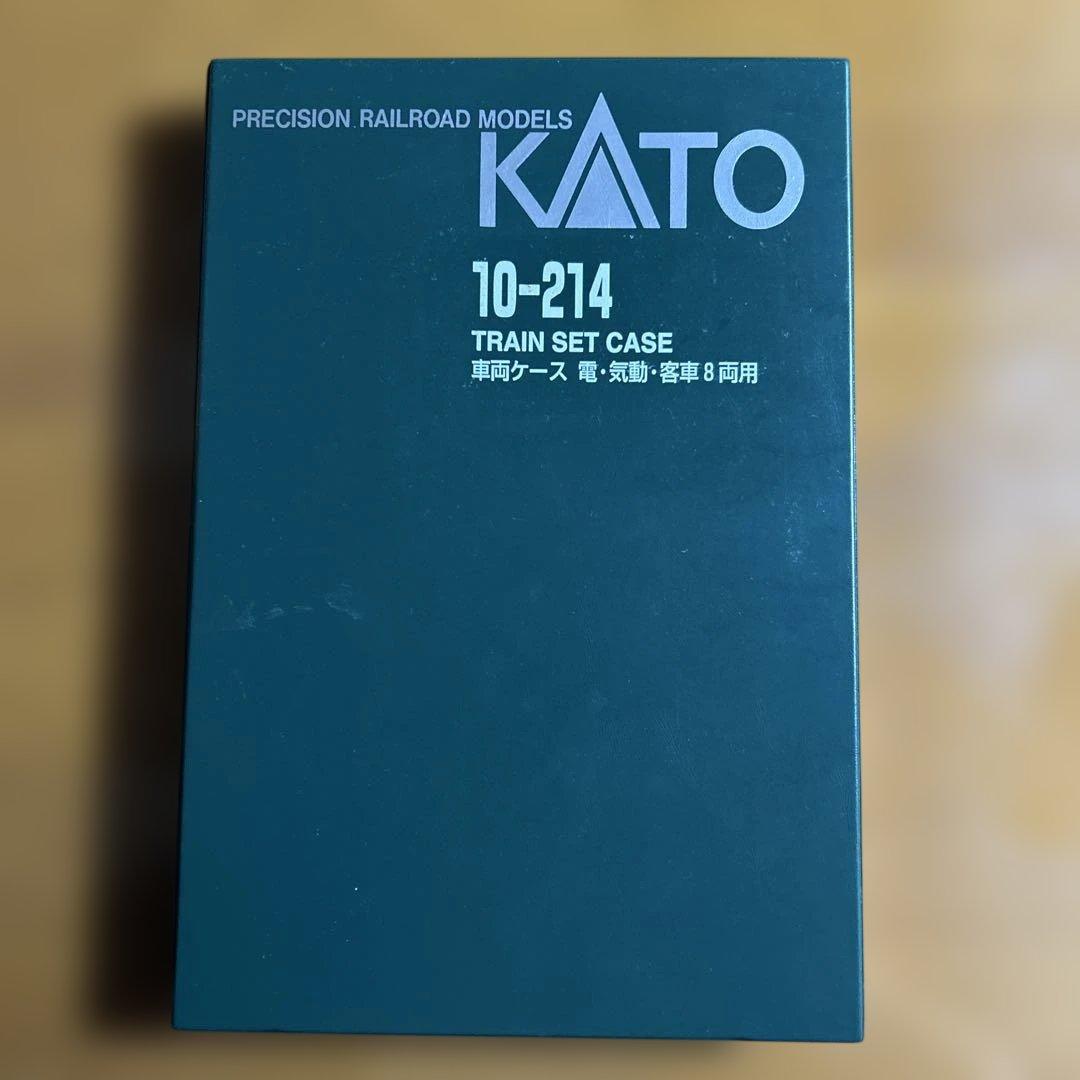 PRECISION RAILROAD MODELS
KATO
10-214
TRAIN SET CASE
車両ケース 電・気動・客車8両用